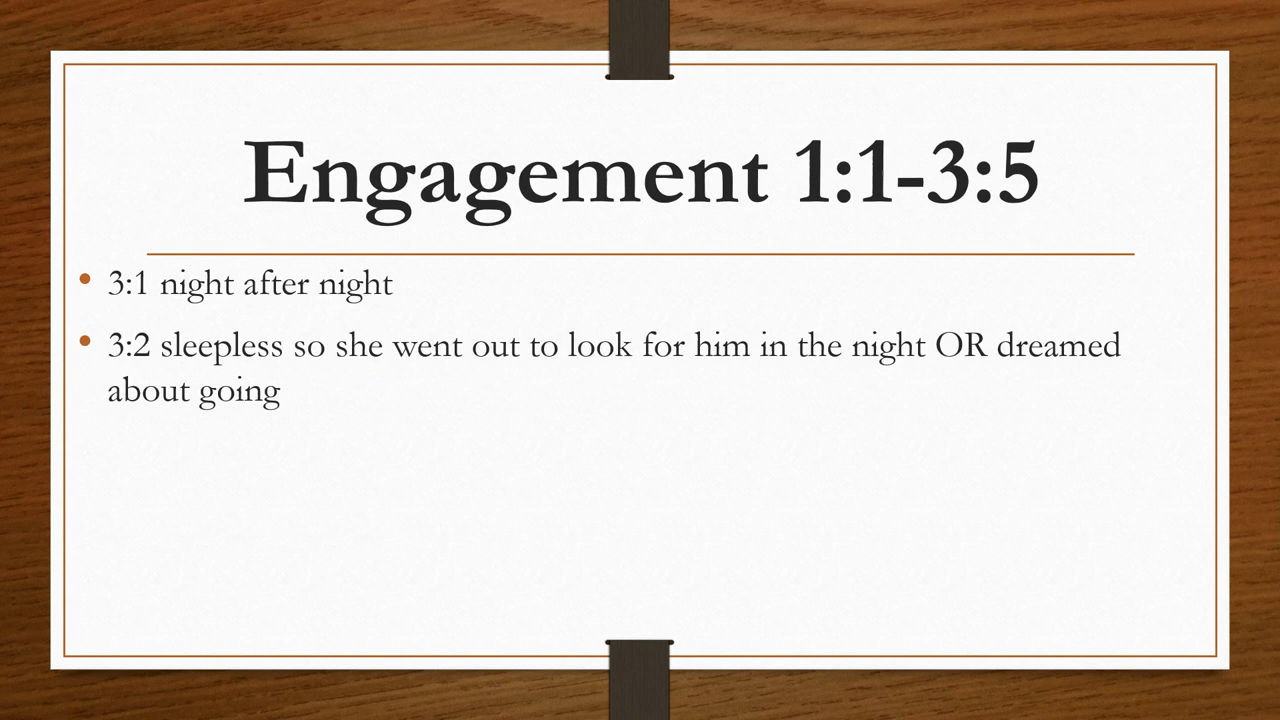 Engagement 1:1-3:5
• 3:1 night after night
• 3:2 sleepless so she went out to look for him in the night OR dreamed
about going